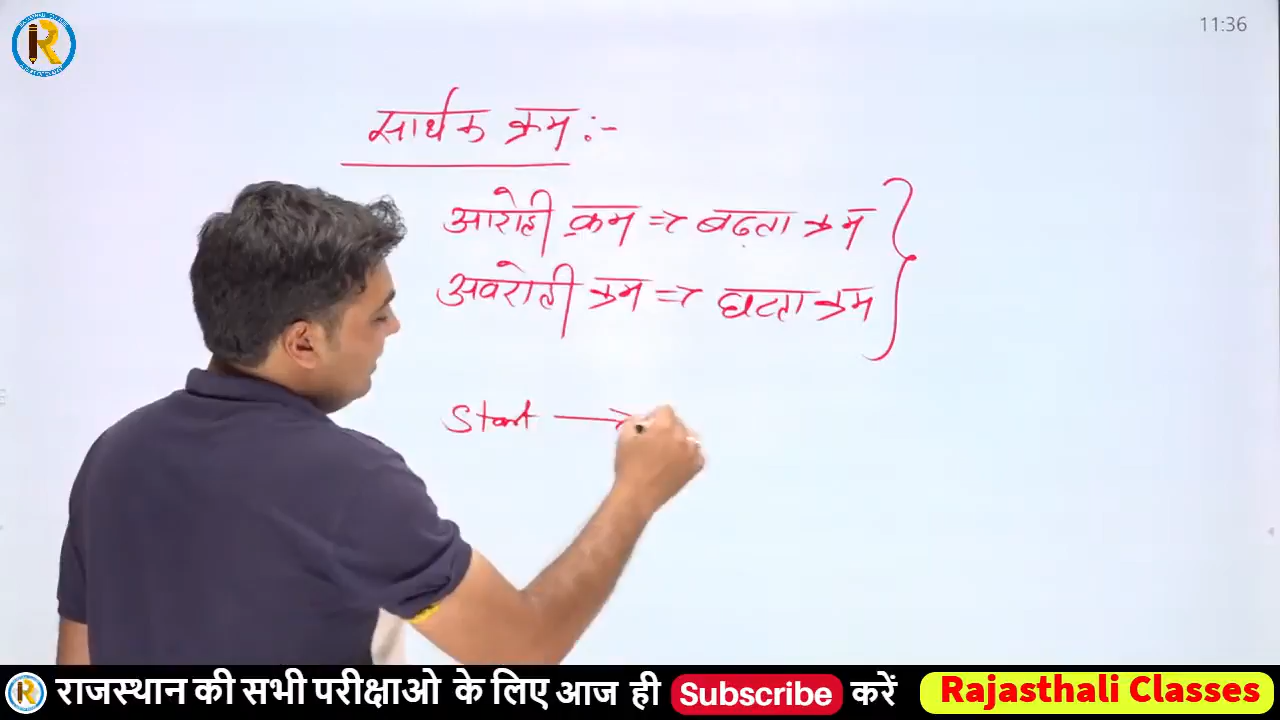 11:36
सार्थक क्रम :-
आरोही क्रम => बढ़ता क्रम
अवरोही क्रम => घटता क्रम
Start →
राजस्थान की सभी परीक्षाओ के लिए आज ही Subscribe करें Rajasthali Classes